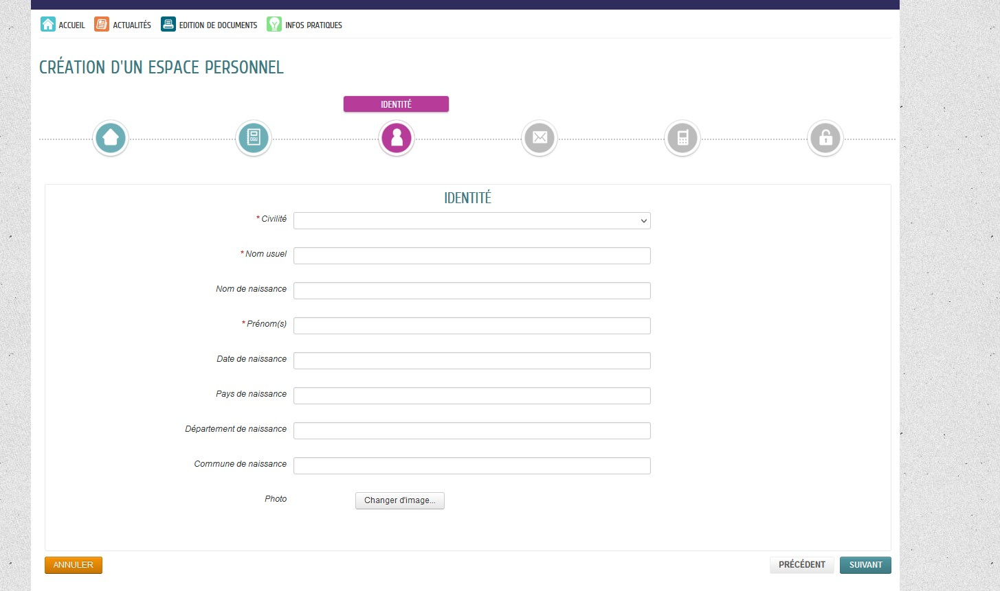 ACCUEIL ACTUALITÉS EDITION DE DOCUMENTS INFOS PRATIQUES
CRÉATION D'UN ESPACE PERSONNEL
IDENTITÉ
CGU
IDENTITÉ
* Civilité
* Nom usuel
Nom de naissance
* Prénom(s)
Date de naissance
Pays de naissance
Département de naissance
Commune de naissance
Photo Changer d'image...
ANNULER PRÉCÉDENT SUIVANT